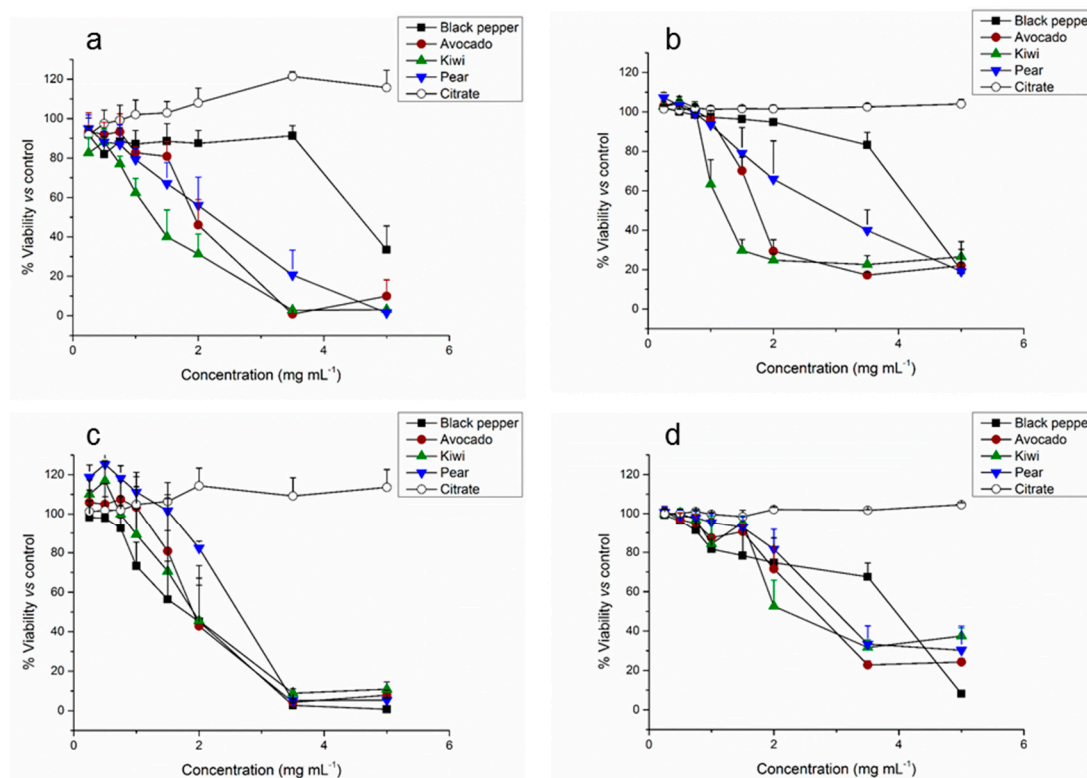 a
Black pepper
Avocado
Kiwi
Pear
Citrate
120
100
80
60
40
20
0
% Viability vs control
0
2
4
6
Concentration (mg mL⁻¹)
b
Black pepper
Avocado
Kiwi
Pear
Citrate
120
100
80
60
40
20
0
% Viability vs control
0
2
4
6
Concentration (mg mL⁻¹)
c
Black pepper
Avocado
Kiwi
Pear
Citrate
120
100
80
60
40
20
0
% Viability vs control
0
2
4
6
Concentration (mg mL⁻¹)
d
Black pepper
Avocado
Kiwi
Pear
Citrate
120
100
80
60
40
20
0
% Viability vs control
0
2
4
6
Concentration (mg mL⁻¹)